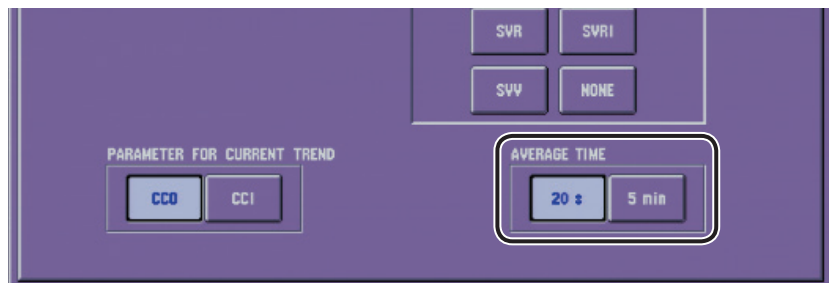 SVR SVRI
SVV NONE
PARAMETER FOR CURRENT TREND AVERAGE TIME
CCO CCI 20 s 5 min